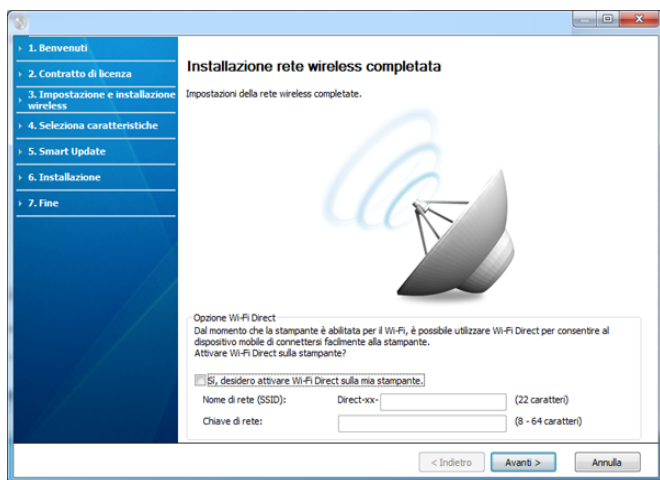 1. Benvenuti
2. Contratto di licenza
3. Impostazione e installazione
wireless
4. Seleziona caratteristiche
5. Smart Update
6. Installazione
7. Fine
Installazione rete wireless completata
Impostazioni della rete wireless completate.
Opzione Wi-Fi Direct
Dal momento che la stampante è abilitata per il Wi-Fi, è possibile utilizzare Wi-Fi Direct per consentire al
dispositivo mobile di connettersi facilmente alla stampante.
Attivare Wi-Fi Direct sulla stampante?
Sì, desidero attivare Wi-Fi Direct sulla mia stampante.
Nome di rete (SSID): Direct-xx- (22 caratteri)
Chiave di rete: (8 - 64 caratteri)
< Indietro Avanti > Annulla